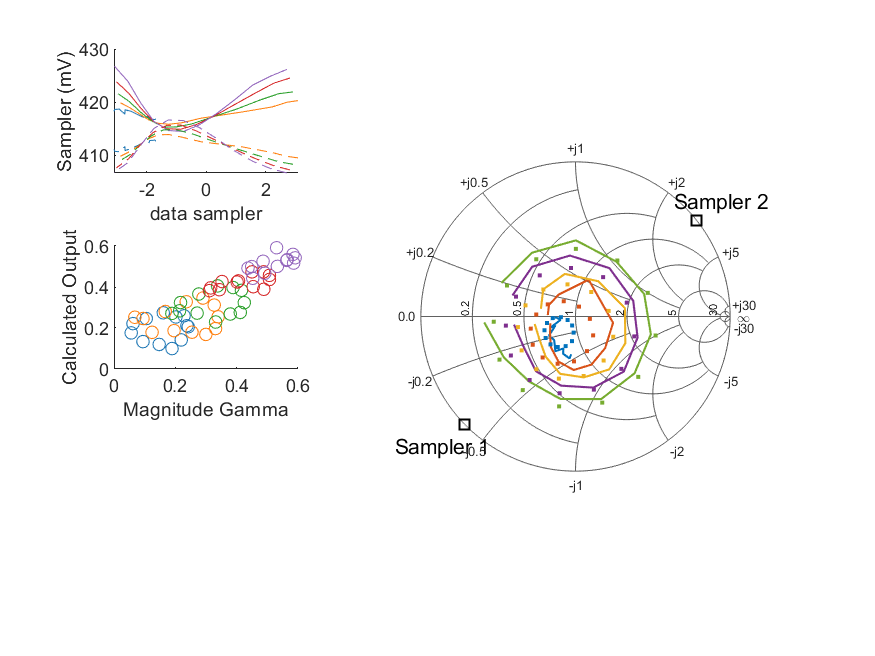 430
420
410
Sampler (mV)
-2
0
2
data sampler
0.6
0.4
0.2
0
Calculated Output
0
0.2
0.4
0.6
Magnitude Gamma
+j1
+j0.5
+j2
Sampler 2
+j0.2
+j5
0.0
0.2
0.5
1
2
5
30
+j30
∞
-j30
-j0.2
-j5
Sampler 1
-j0.5
-j2
-j1